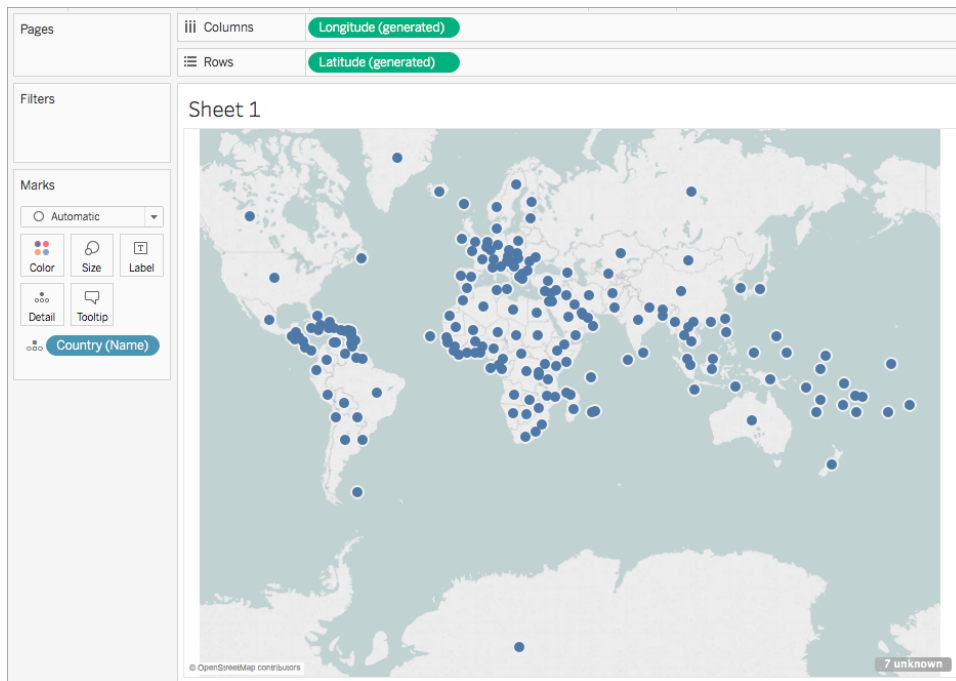 Pages
Columns
Longitude (generated)
Rows
Latitude (generated)
Filters
Sheet 1
Marks
Automatic
Color
Size
T
Label
Detail
Tooltip
Country (Name)
© OpenStreetMap contributors
7 unknown